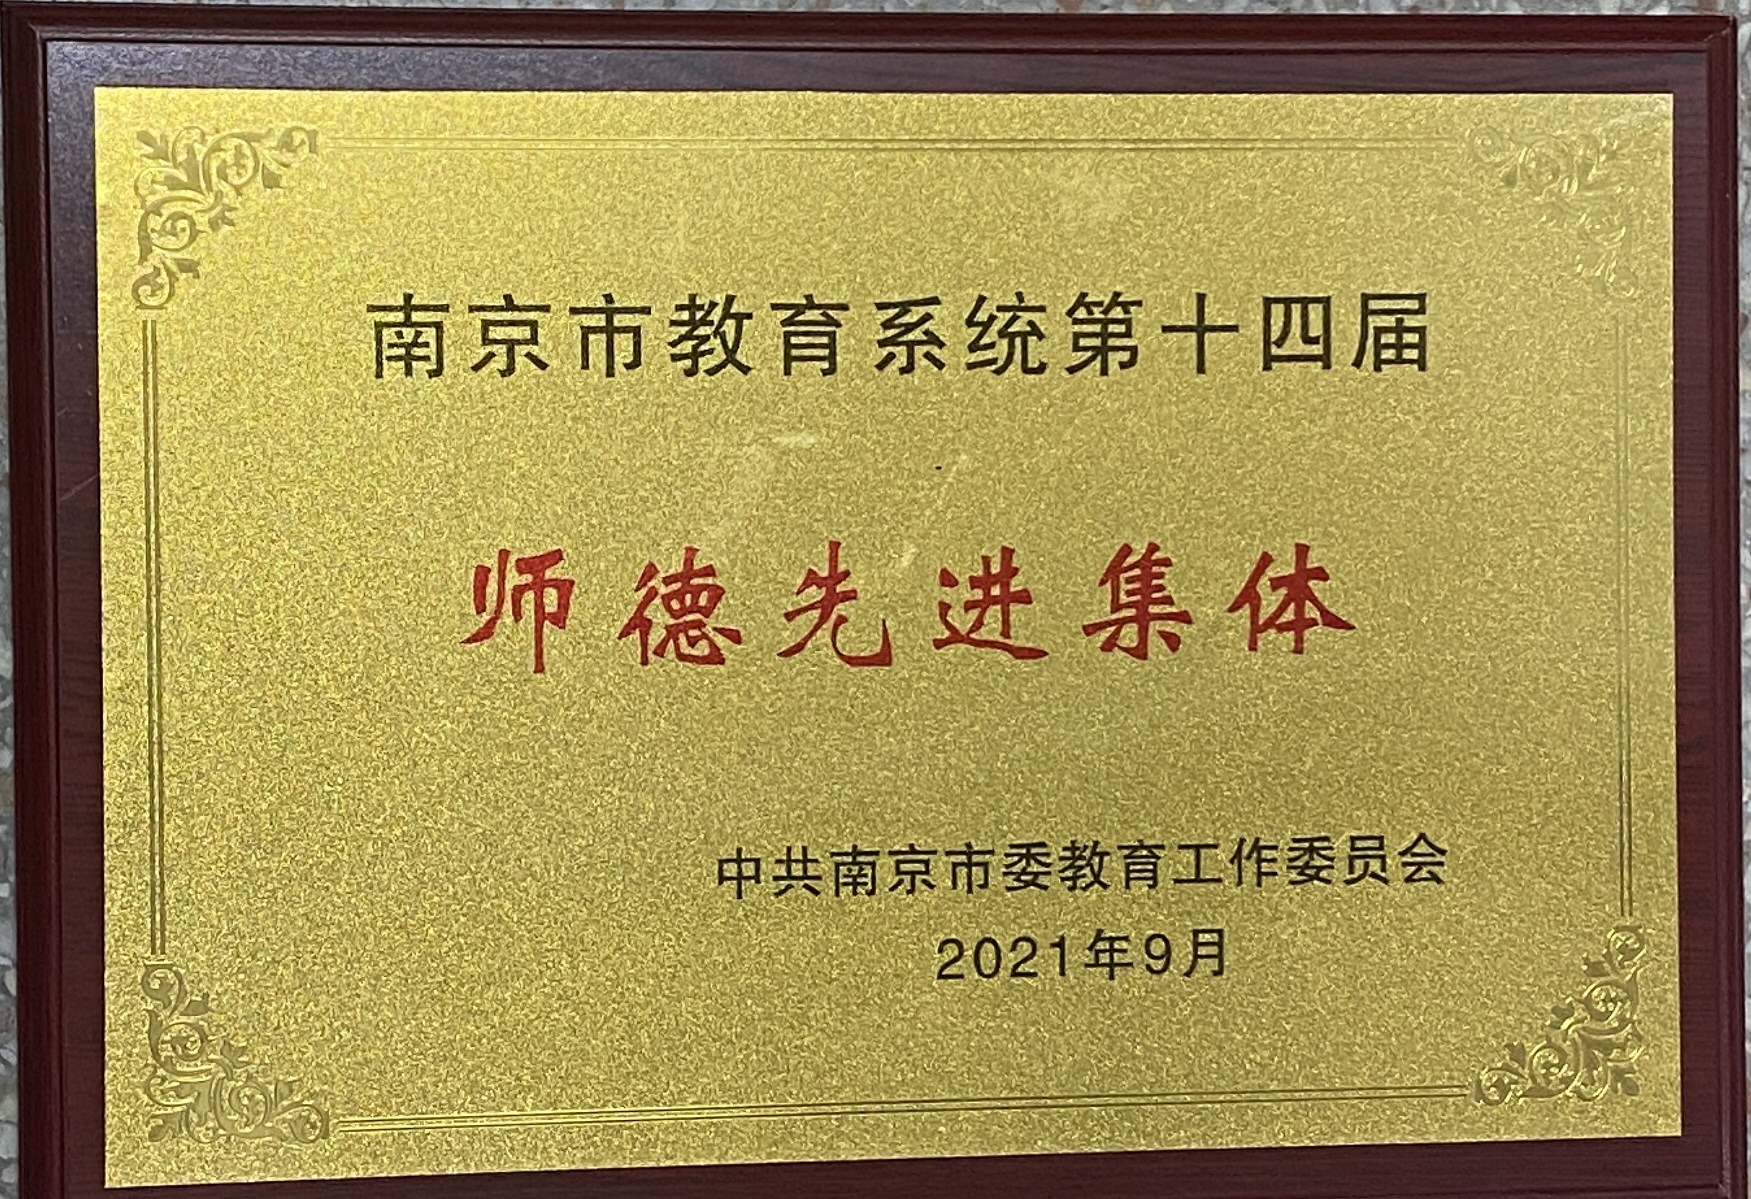 南京市教育系统第十四届
师德先进集体
中共南京市委教育工作委员会
2021年9月